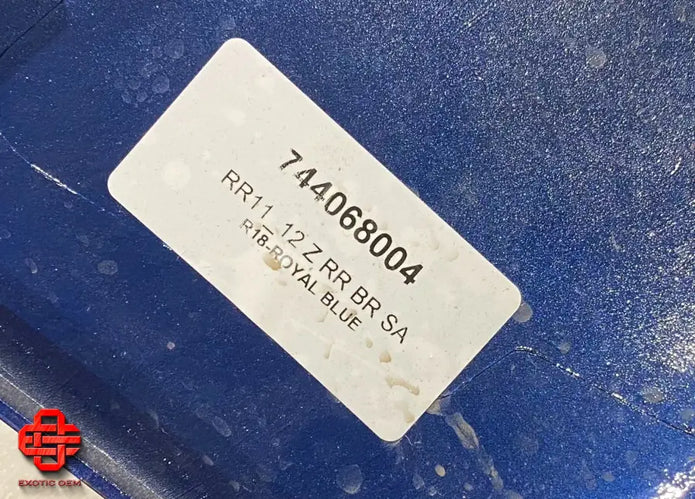 744068004
RR11_12 Z RR BR SA
R18-ROYAL BLUE
EXOTIC OEM